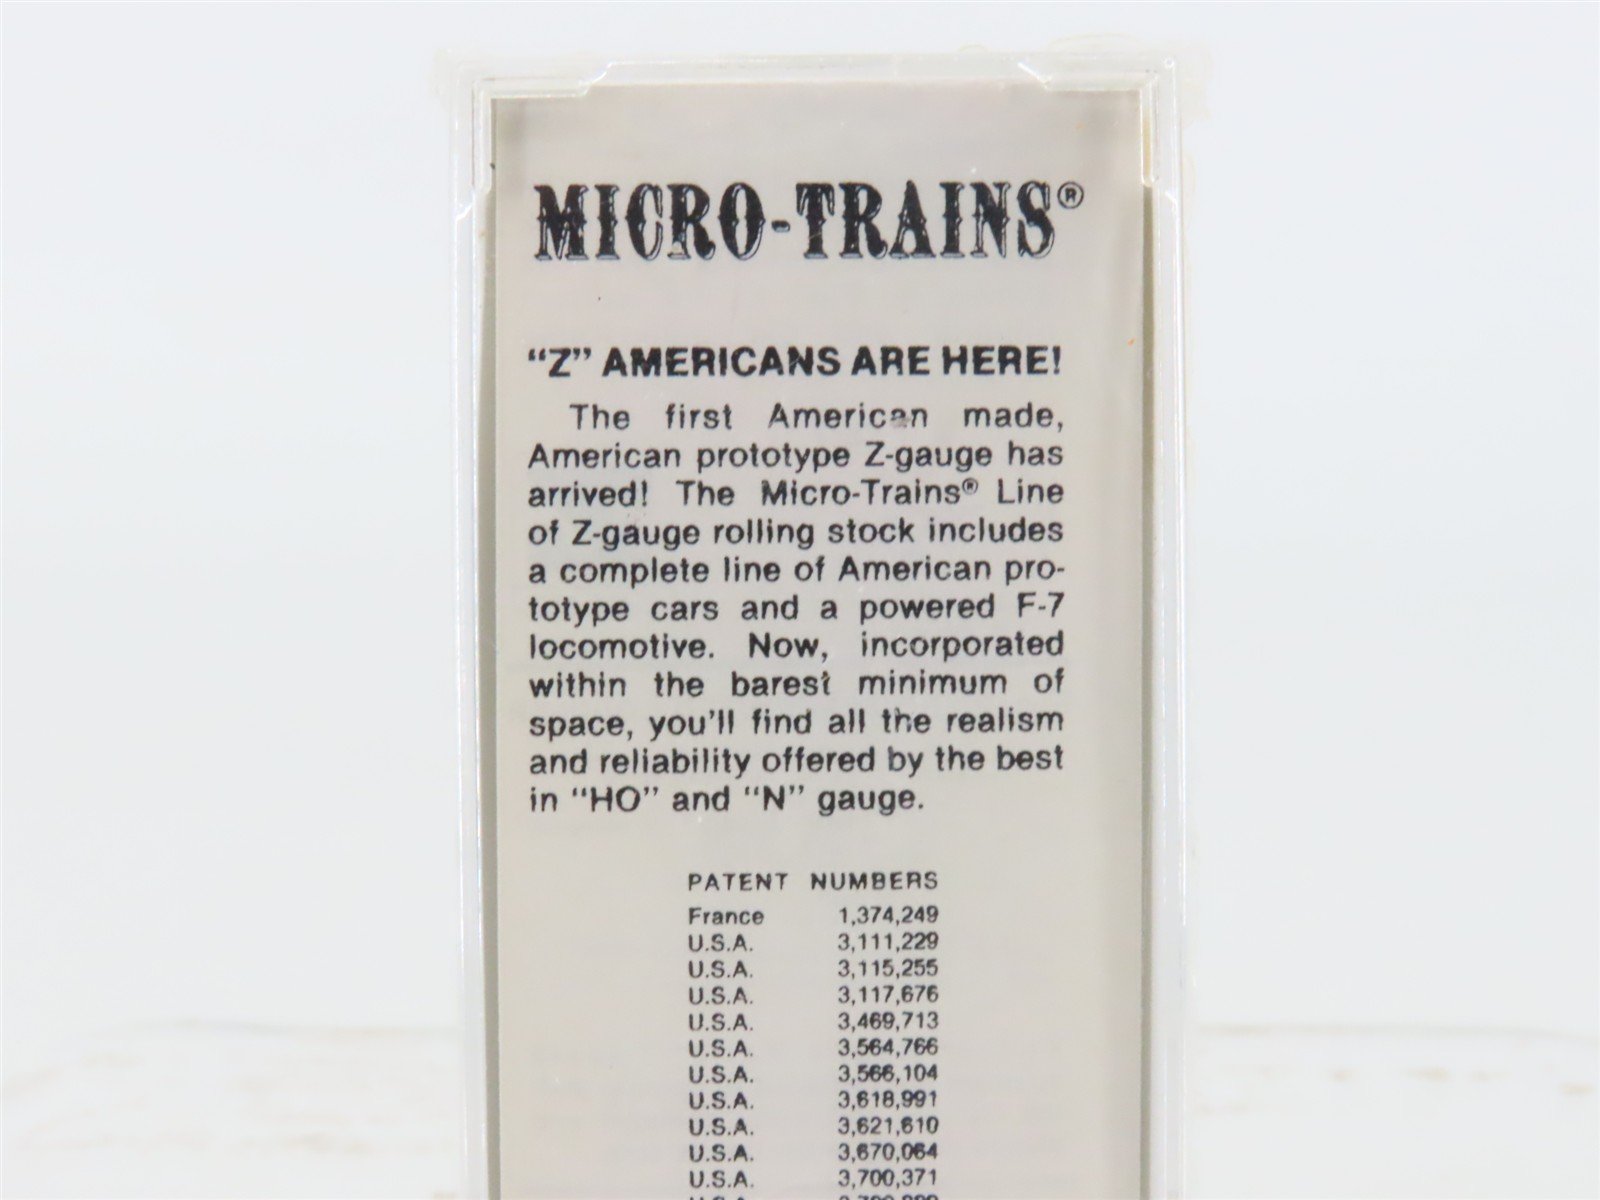 MICRO-TRAINS®
"Z" AMERICANS ARE HERE!
The first American made,
American prototype Z-gauge has
arrived! The Micro-Trains® Line
of Z-gauge rolling stock includes
a complete line of American pro-
totype cars and a powered F-7
locomotive. Now, incorporated
within the barest minimum of
space, you'll find all the realism
and reliability offered by the best
in "HO" and "N" gauge.
PATENT NUMBERS
France 1,374,249
U.S.A. 3,111,229
U.S.A. 3,115,255
U.S.A. 3,117,676
U.S.A. 3,469,713
U.S.A. 3,564,766
U.S.A. 3,566,104
U.S.A. 3,618,991
U.S.A. 3,621,610
U.S.A. 3,670,064
U.S.A. 3,700,371